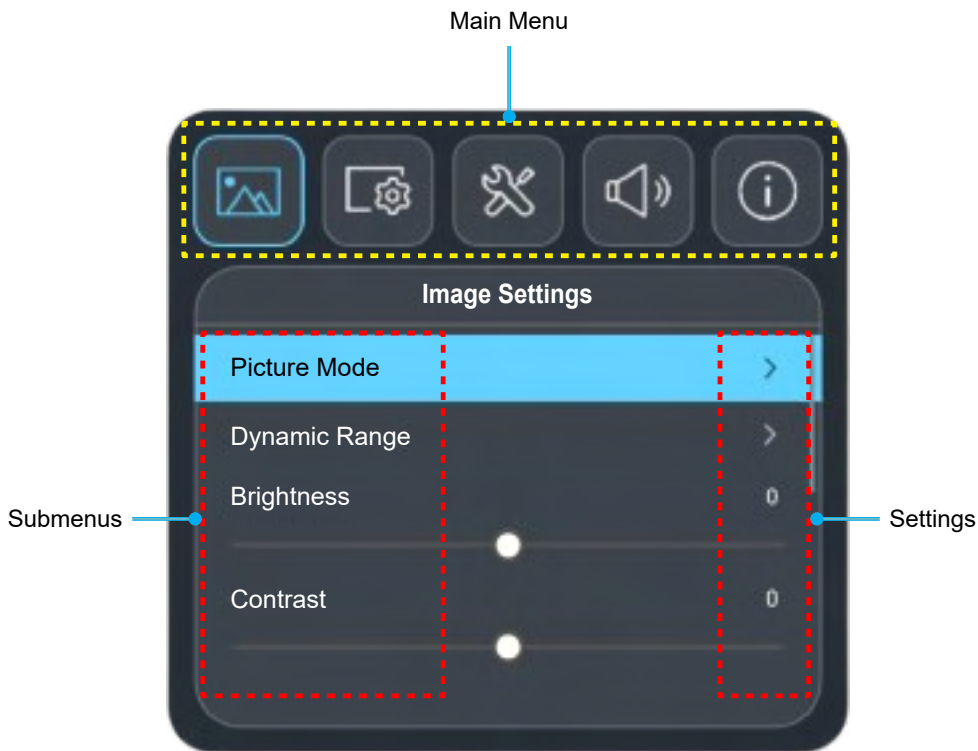 Main Menu
Image Settings
Picture Mode >
Dynamic Range >
Brightness 0
Submenus
Settings
Contrast 0